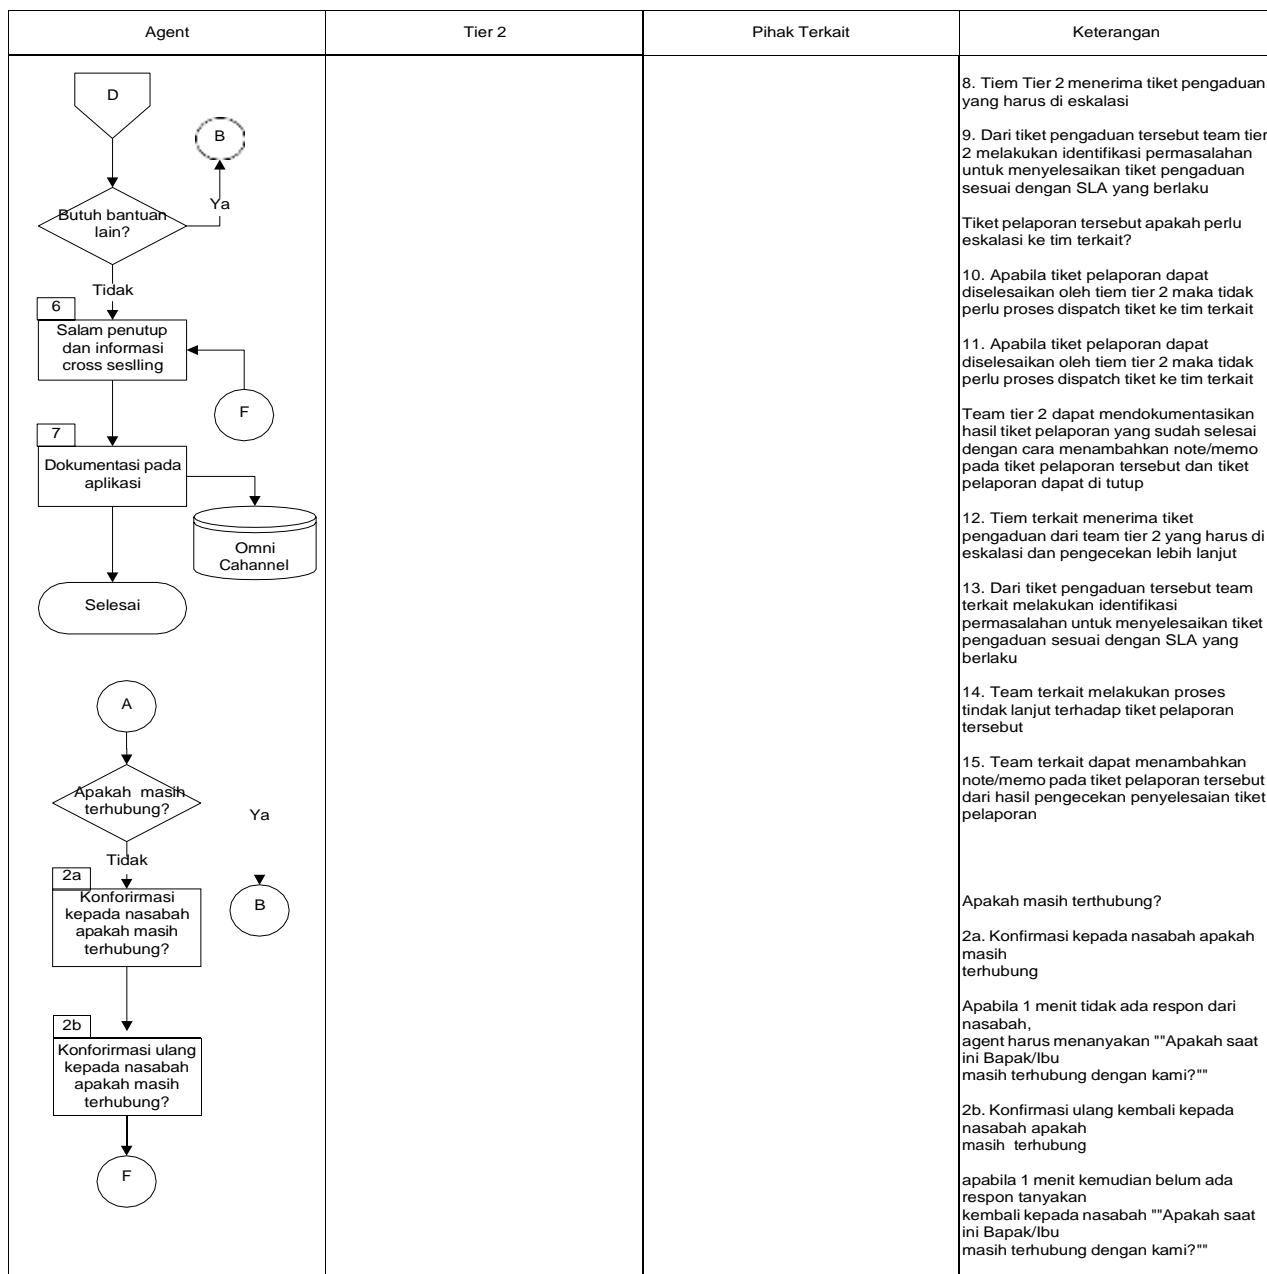 Agent
Tier 2
Pihak Terkait
Keterangan
D
B
Ya
Butuh bantuan
lain?
Tidak
6
Salam penutup
dan informasi
cross seslling
F
7
Dokumentasi pada
aplikasi
Omni
Cahannel
Selesai
A
Apakah masih
terhubung?
Ya
Tidak
2a
Konforirmasi
kepada nasabah
apakah masih
terhubung?
B
2b
Konforirmasi ulang
kepada nasabah
apakah masih
terhubung?
F
8. Tiem Tier 2 menerima tiket pengaduan
yang harus di eskalasi
9. Dari tiket pengaduan tersebut team tier
2 melakukan identifikasi permasalahan
untuk menyelesaikan tiket pengaduan
sesuai dengan SLA yang berlaku
Tiket pelaporan tersebut apakah perlu
eskalasi ke tim terkait?
10. Apabila tiket pelaporan dapat
diselesaikan oleh tiem tier 2 maka tidak
perlu proses dispatch tiket ke tim terkait
11. Apabila tiket pelaporan dapat
diselesaikan oleh tiem tier 2 maka tidak
perlu proses dispatch tiket ke tim terkait
Team tier 2 dapat mendokumentasikan
hasil tiket pelaporan yang sudah selesai
dengan cara menambahkan note/memo
pada tiket pelaporan tersebut dan tiket
pelaporan dapat di tutup
12. Tiem terkait menerima tiket
pengaduan dari team tier 2 yang harus di
eskalasi dan pengecekan lebih lanjut
13. Dari tiket pengaduan tersebut team
terkait melakukan identifikasi
permasalahan untuk menyelesaikan tiket
pengaduan sesuai dengan SLA yang
berlaku
14. Team terkait melakukan proses
tindak lanjut terhadap tiket pelaporan
tersebut
15. Team terkait dapat menambahkan
note/memo pada tiket pelaporan tersebut
dari hasil pengecekan penyelesaian tiket
pelaporan
Apakah masih terthubung?
2a. Konfirmasi kepada nasabah apakah
masih
terhubung
Apabila 1 menit tidak ada respon dari
nasabah,
agent harus menanyakan ""Apakah saat
ini Bapak/Ibu
masih terhubung dengan kami?""
2b. Konfirmasi ulang kembali kepada
nasabah apakah
masih terhubung
apabila 1 menit kemudian belum ada
respon tanyakan
kembali kepada nasabah ""Apakah saat
ini Bapak/Ibu
masih terhubung dengan kami?""